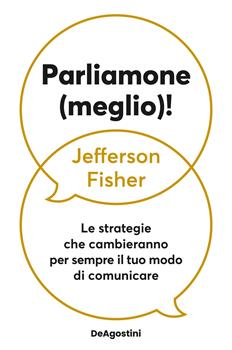 Parliamone
(meglio)!
Jefferson
Fisher
Le strategie
che cambieranno
per sempre il tuo modo
di comunicare
DeAgostini